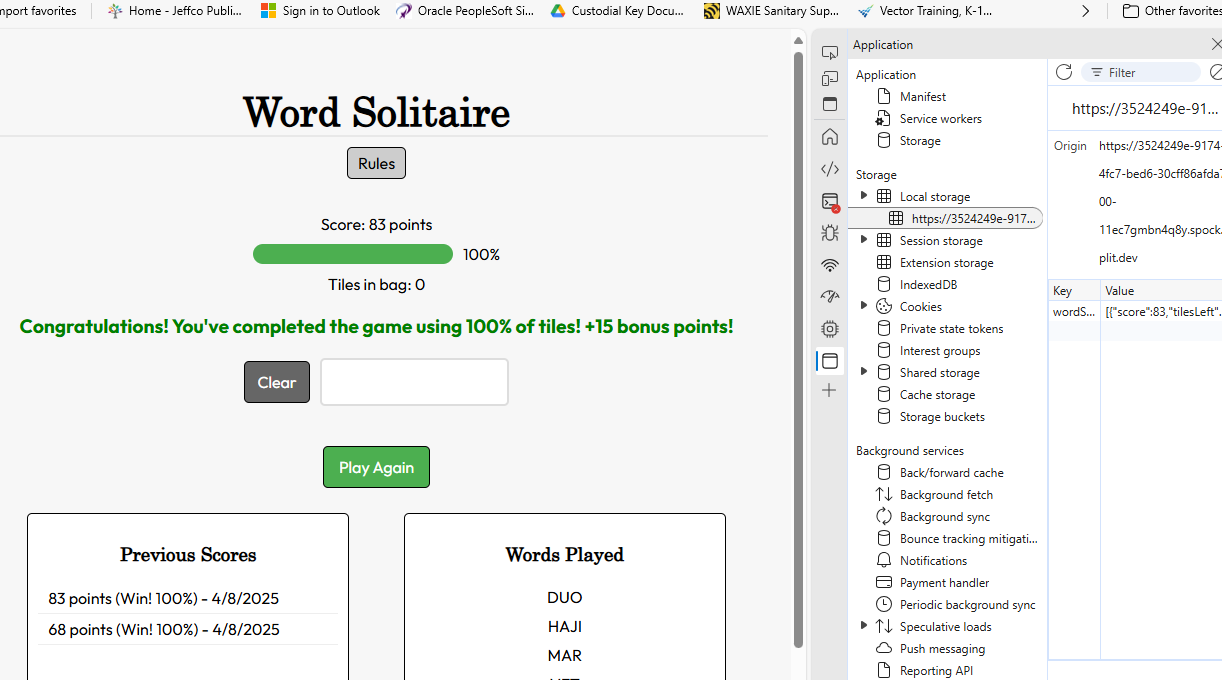 mport favorites
Home - Jeffco Publi...
Sign in to Outlook
Oracle PeopleSoft Si...
Custodial Key Docu...
WAXIE Sanitary Sup...
Vector Training, K-1...
Other favorites
Word Solitaire
Rules
Score: 83 points
100%
Tiles in bag: 0
Congratulations! You've completed the game using 100% of tiles! +15 bonus points!
Clear
Play Again
Previous Scores
83 points (Win! 100%) - 4/8/2025
68 points (Win! 100%) - 4/8/2025
Words Played
DUO
HAJI
MAR
Application
Application
Manifest
Service workers
Storage
Storage
Local storage
https://3524249e-917...
Session storage
Extension storage
IndexedDB
Cookies
Private state tokens
Interest groups
Shared storage
Cache storage
Storage buckets
Background services
Back/forward cache
Background fetch
Background sync
Bounce tracking mitigati...
Notifications
Payment handler
Periodic background sync
Speculative loads
Push messaging
Reporting API
Filter
https://3524249e-91...
Origin https://3524249e-9174-
4fc7-bed6-30cff86afda7
00-
11ec7gmbn4q8y.spock.
plit.dev
Key Value
wordS... [{"score":83,"tilesLeft".